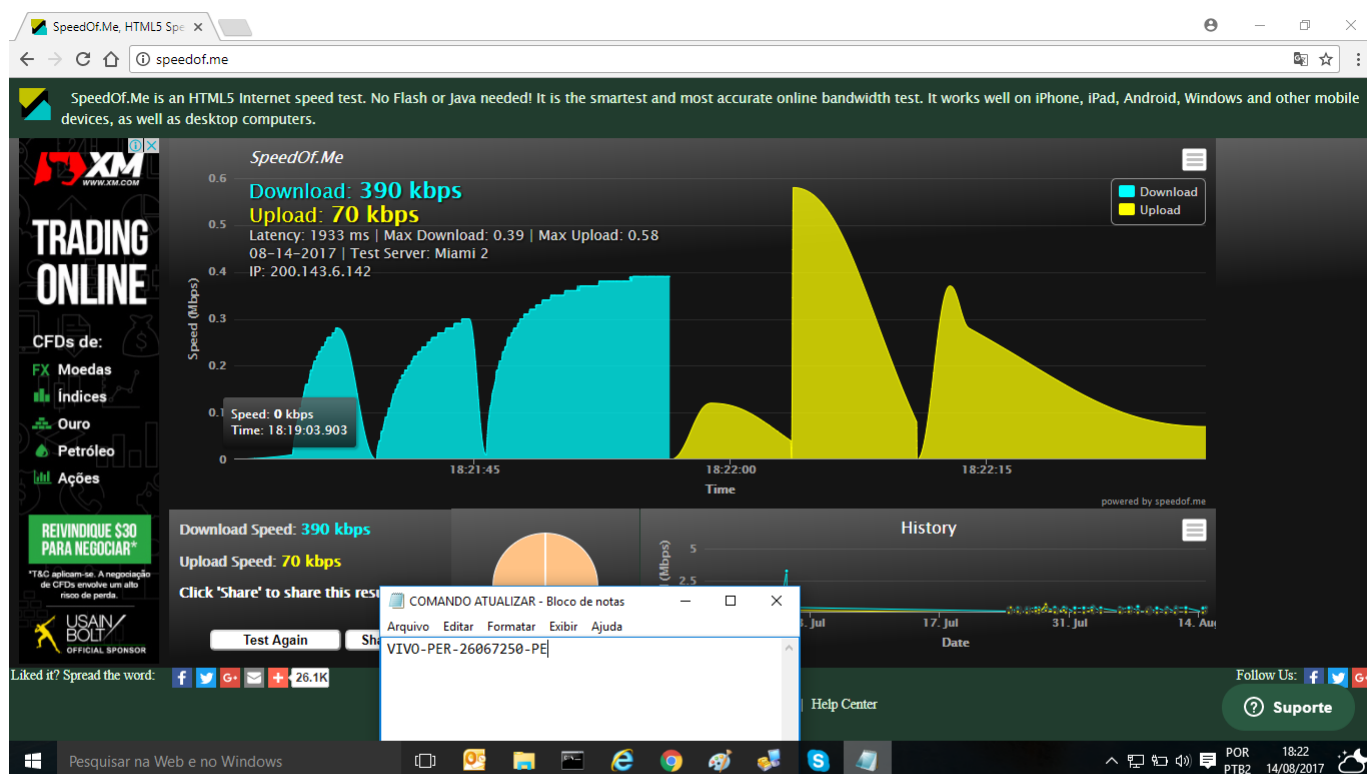 SpeedOf.Me, HTML5 Spe
speedof.me
SpeedOf.Me is an HTML5 Internet speed test. No Flash or Java needed! It is the smartest and most accurate online bandwidth test. It works well on iPhone, iPad, Android, Windows and other mobile
devices, as well as desktop computers.
XM
WWW.XM.COM
TRADING
ONLINE
CFDs de:
FX Moedas
Índices
Ouro
Petróleo
Ações
REIVINDIQUE $30
PARA NEGOCIAR*
*T&C aplicam-se. A negociação
de CFDs envolve um alto
risco de perda.
USAIN
BOLT
OFFICIAL SPONSOR
SpeedOf.Me
Download: 390 kbps
Upload: 70 kbps
Latency: 1933 ms | Max Download: 0.39 | Max Upload: 0.58
08-14-2017 | Test Server: Miami 2
IP: 200.143.6.142
Download
Upload
Speed (Mbps)
0.6
0.5
0.4
0.3
0.2
0.1
0
Speed: 0 kbps
Time: 18:19:03.903
18:21:45
18:22:00
18:22:15
Time
powered by speedof.me
Download Speed: 390 kbps
Upload Speed: 70 kbps
Click 'Share' to share this resu
Test Again
Sha
History
(Mbps)
5
2.5
. Jul
17. Jul
31. Jul
14. Au
Date
COMANDO ATUALIZAR - Bloco de notas
Arquivo Editar Formatar Exibir Ajuda
VIVO-PER-26067250-PE
Liked it? Spread the word:
26.1K
| Help Center
Follow Us:
Suporte
Pesquisar na Web e no Windows
POR
PTB2
18:22
14/08/2017